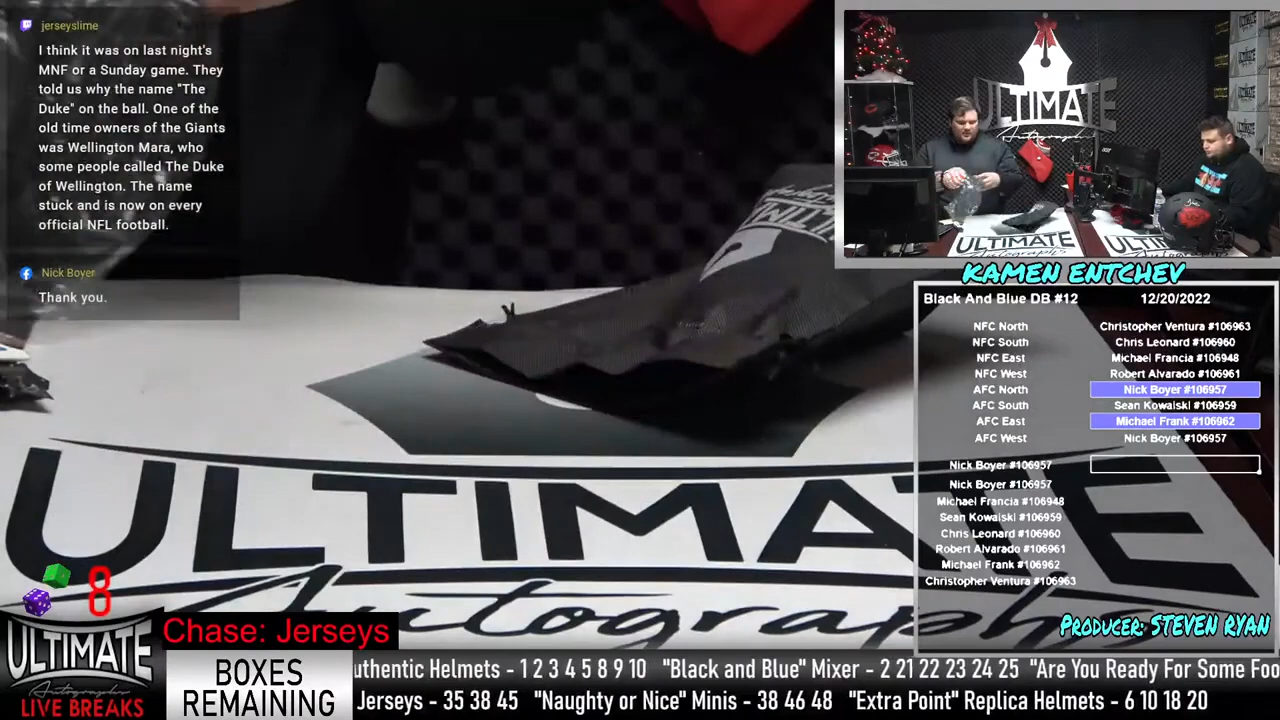 jerseyslime
I think it was on last night's
MNF or a Sunday game. They
told us why the name "The
Duke" on the ball. One of the
old time owners of the Giants
was Wellington Mara, who
some people called The Duke
of Wellington. The name
stuck and is now on every
official NFL football.
Nick Boyer
Thank you.
ULTIMATE
ULTIMATE
KAMEN ENTCHEV
Black And Blue DB #12 12/20/2022
NFC North Christopher Ventura #106963
NFC South Chris Leonard #106960
NFC East Michael Francia #106948
NFC West Robert Alvarado #106961
AFC North Nick Boyer #106957
AFC South Sean Kowalski #106959
AFC East Michael Frank #106962
AFC West Nick Boyer #106957
Nick Boyer #106957
Nick Boyer #106957
Michael Francia #106948
Sean Kowalski #106959
Chris Leonard #106960
Robert Alvarado #106961
Michael Frank #106962
Christopher Ventura #106963
PRODUCER: STEVEN RYAN
ULTIMATE
Autographs
8
ULTIMATE
Autographs
LIVE BREAKS
Chase: Jerseys
BOXES
REMAINING
uthentic Helmets - 1 2 3 4 5 8 9 10 "Black and Blue" Mixer - 2 21 22 23 24 25 "Are You Ready For Some Foo
Jerseys - 35 38 45 "Naughty or Nice" Minis - 38 46 48 "Extra Point" Replica Helmets - 6 10 18 20